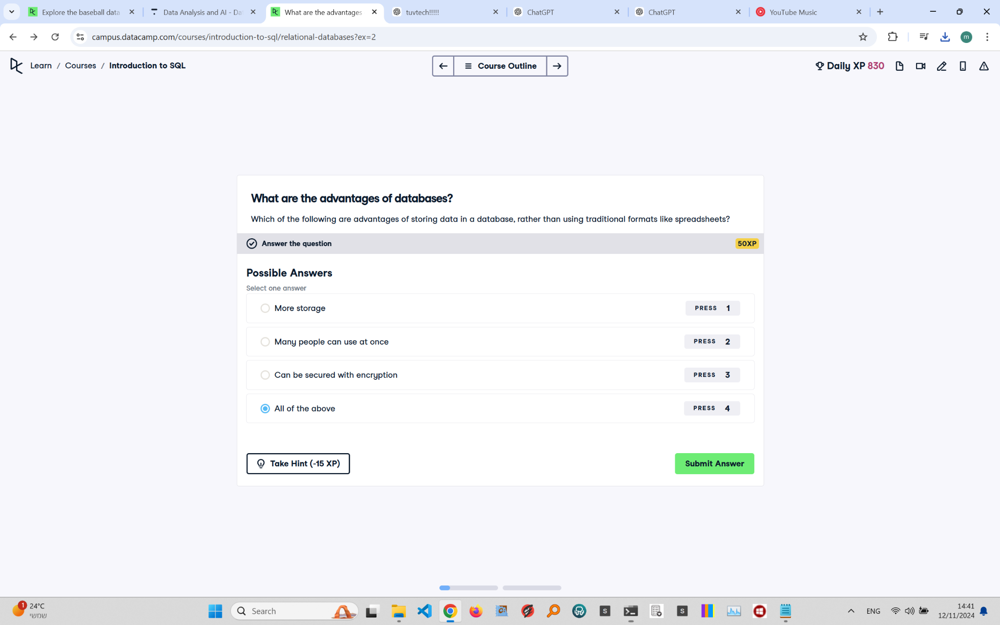 Explore the baseball data
Data Analysis and AI - Da
What are the advantages
tuvtech!!!!!
ChatGPT
ChatGPT
YouTube Music
campus.datacamp.com/courses/introduction-to-sql/relational-databases?ex=2
m
Learn / Courses / Introduction to SQL
Course Outline
Daily XP 830
What are the advantages of databases?
Which of the following are advantages of storing data in a database, rather than using traditional formats like spreadsheets?
Answer the question
50XP
Possible Answers
Select one answer
More storage
PRESS 1
Many people can use at once
PRESS 2
Can be secured with encryption
PRESS 3
All of the above
PRESS 4
Take Hint (-15 XP)
Submit Answer
1
24°C
שמשי
Search
S
S
ENG
14:41
12/11/2024